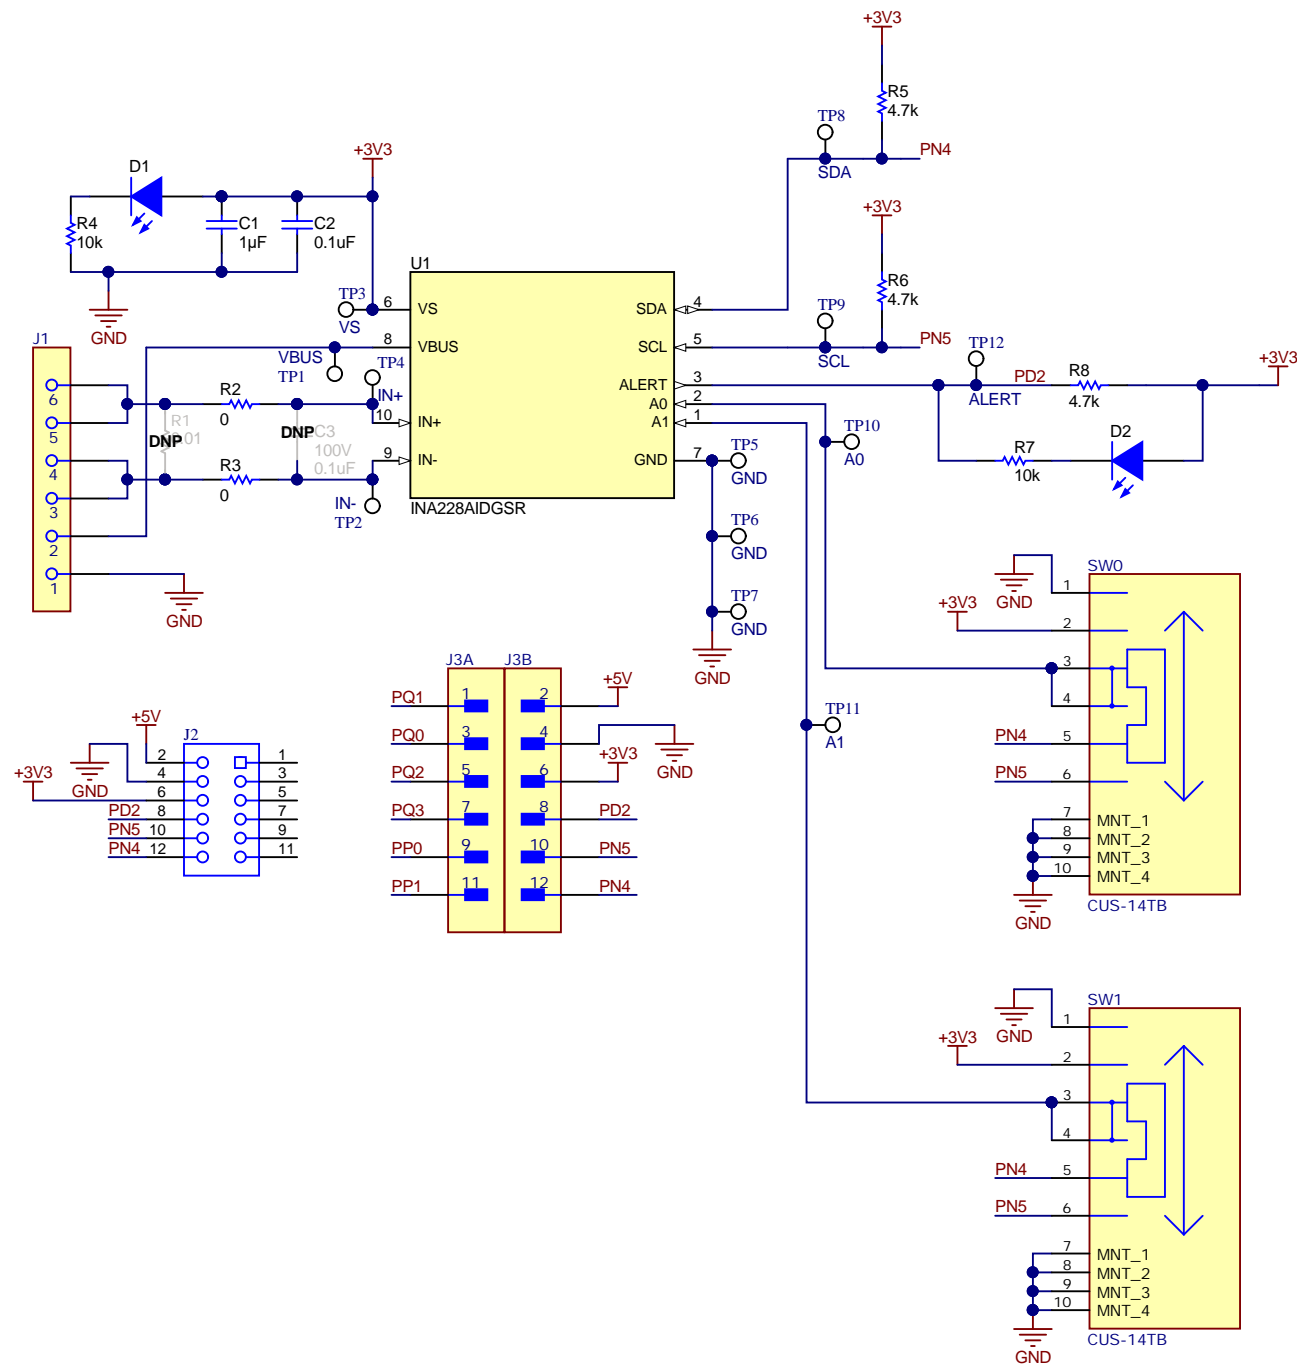 +3V3
R5
4.7k
TP8
PN4
SDA
+3V3
D1
R4
10k
C1
1µF
C2
0.1uF
GND
+3V3
R6
4.7k
TP9
PN5
SCL
U1
TP3
6
VS
VS
SDA
4
8
VBUS
SCL
5
VBUS
TP1
TP4
IN+
10
IN+
9
IN-
IN-
TP2
ALERT
3
A0
2
A1
1
GND
7
INA228AIDGSR
TP12
PD2
ALERT
R8
4.7k
+3V3
R7
10k
D2
TP10
A0
TP5
GND
TP6
GND
TP7
GND
GND
J1
6
5
4
3
2
1
R2
0
R1
DNP
0.01
DNP
C3
100V
0.1uF
R3
0
GND
SW0
GND
1
+3V3
2
3
4
PN4
5
PN5
6
7
MNT_1
8
MNT_2
9
MNT_3
10
MNT_4
GND
CUS-14TB
TP11
A1
J3A
J3B
PQ1
1
2
+5V
PQ0
3
4
GND
PQ2
5
6
+3V3
PQ3
7
8
PD2
PP0
9
10
PN5
PP1
11
12
PN4
+5V
J2
+3V3
GND
2
1
4
3
6
5
PD2
8
7
PN5
10
9
PN4
12
11
SW1
GND
1
+3V3
2
3
4
PN4
5
PN5
6
7
MNT_1
8
MNT_2
9
MNT_3
10
MNT_4
GND
CUS-14TB